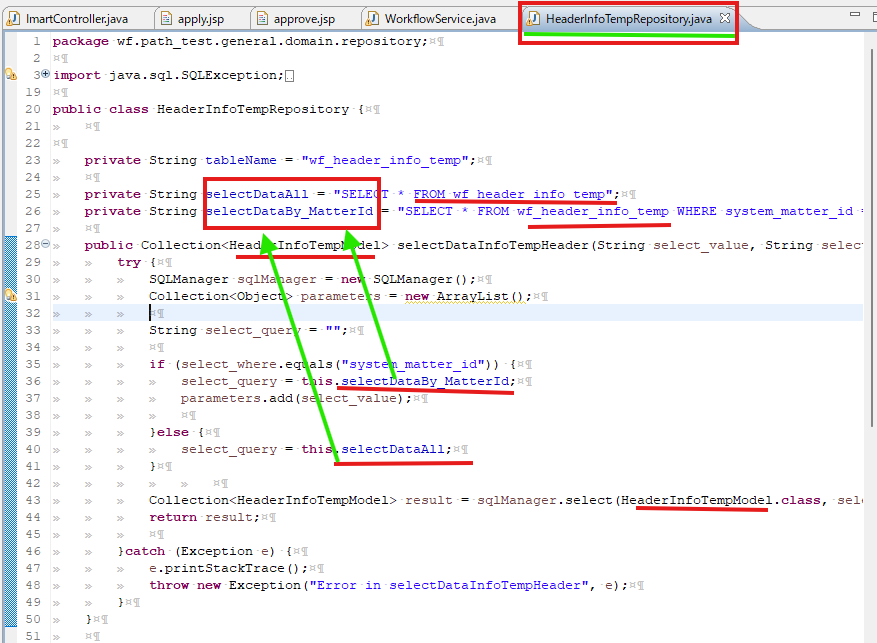 ImartController.java apply.jsp approve.jsp WorkflowService.java HeaderInfoTempRepository.java
1 package wf.path_test.general.domain.repository;
2
3 import java.sql.SQLException;
19
20 public class HeaderInfoTempRepository {
21
22
23 private String tableName = "wf_header_info_temp";
24
25 private String selectDataAll = "SELECT * FROM wf_header_info_temp";
26 private String selectDataBy_MatterId = "SELECT * FROM wf_header_info_temp WHERE system_matter_id =
27
28 public Collection<HeaderInfoTempModel> selectDataInfoTempHeader(String select_value, String selec
29 try {
30 SQLManager sqlManager = new SQLManager();
31 Collection<Object> parameters = new ArrayList();
32
33 String select_query = "";
34
35 if (select_where.equals("system_matter_id")) {
36 select_query = this.selectDataBy_MatterId;
37 parameters.add(select_value);
38
39 }else {
40 select_query = this.selectDataAll;
41 }
42
43 Collection<HeaderInfoTempModel> result = sqlManager.select(HeaderInfoTempModel.class, sele
44 return result;
45
46 }catch (Exception e) {
47 e.printStackTrace();
48 throw new Exception("Error in selectDataInfoTempHeader", e);
49 }
50 }
51